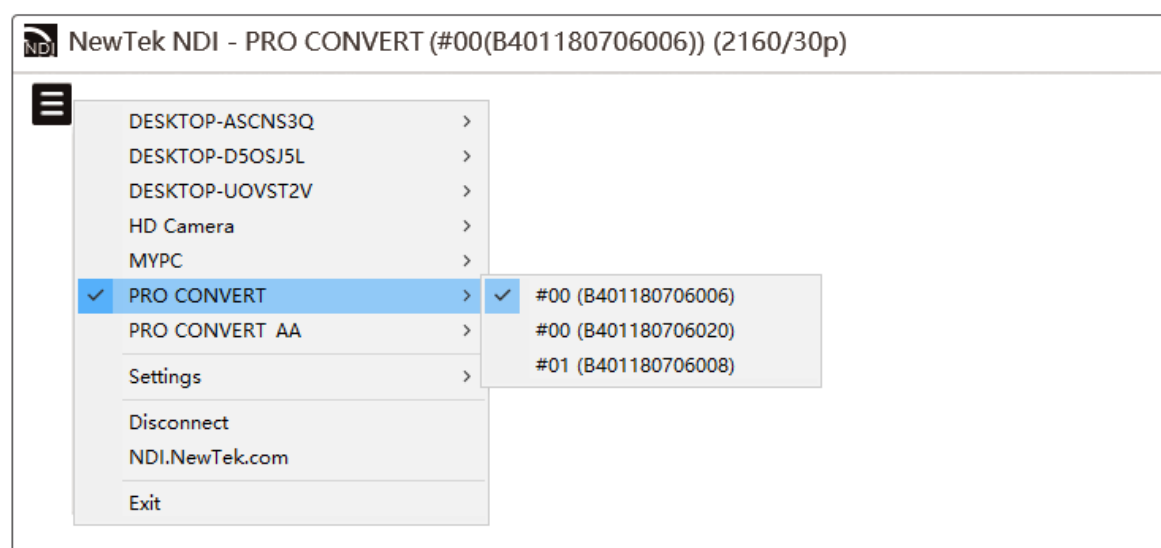 NDI NewTek NDI - PRO CONVERT (#00(B401180706006)) (2160/30p)
DESKTOP-ASCNS3Q
DESKTOP-D5OSJ5L
DESKTOP-UOVST2V
HD Camera
MYPC
PRO CONVERT
#00 (B401180706006)
PRO CONVERT AA
#00 (B401180706020)
#01 (B401180706008)
Settings
Disconnect
NDI.NewTek.com
Exit